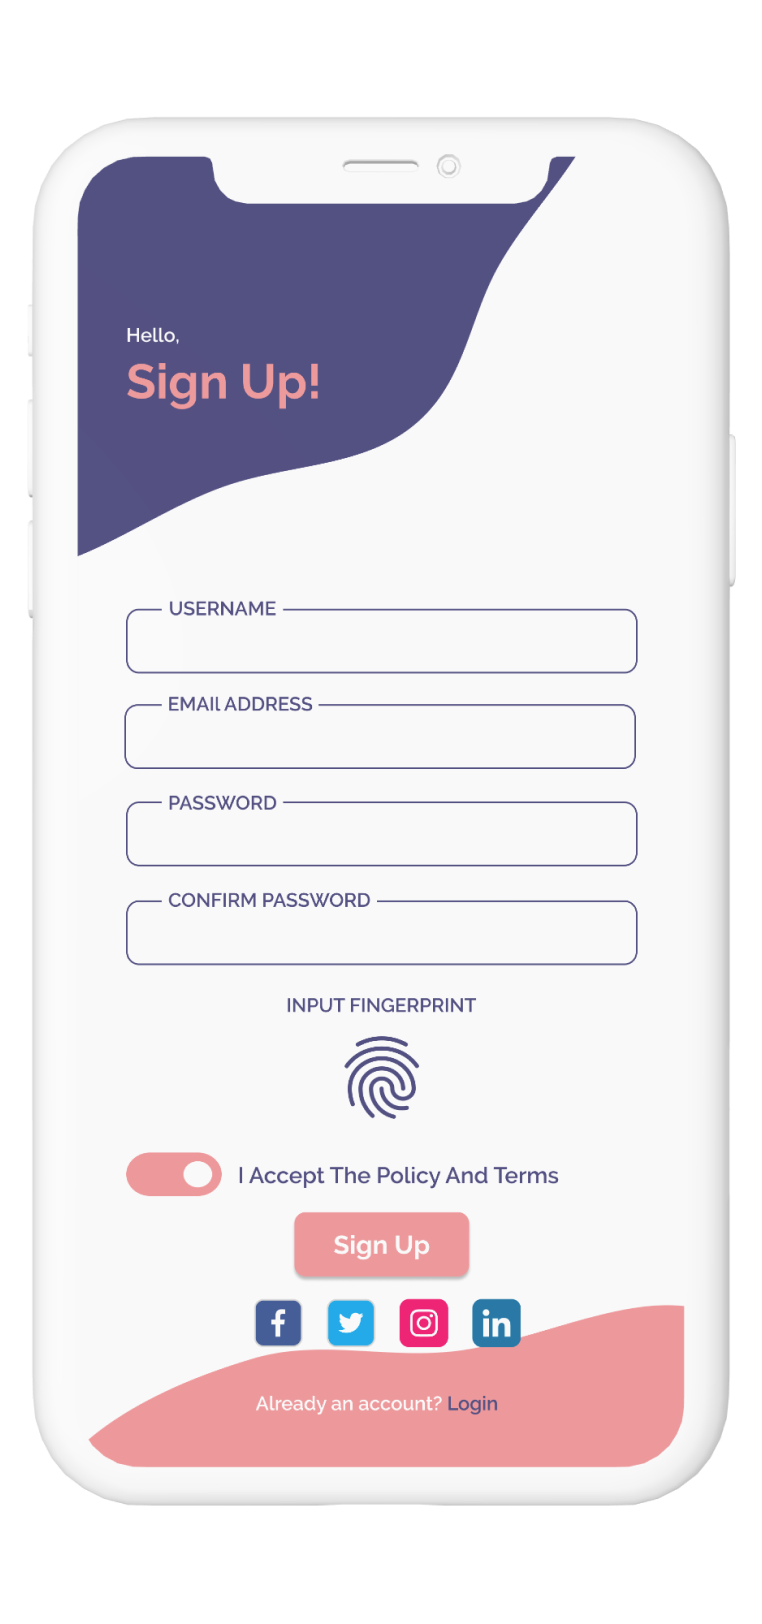 Hello,
Sign Up!
USERNAME
EMAIl ADDRESS
PASSWORD
CONFIRM PASSWORD
INPUT FINGERPRINT
I Accept The Policy And Terms
Sign Up
f in
Already an account? Login